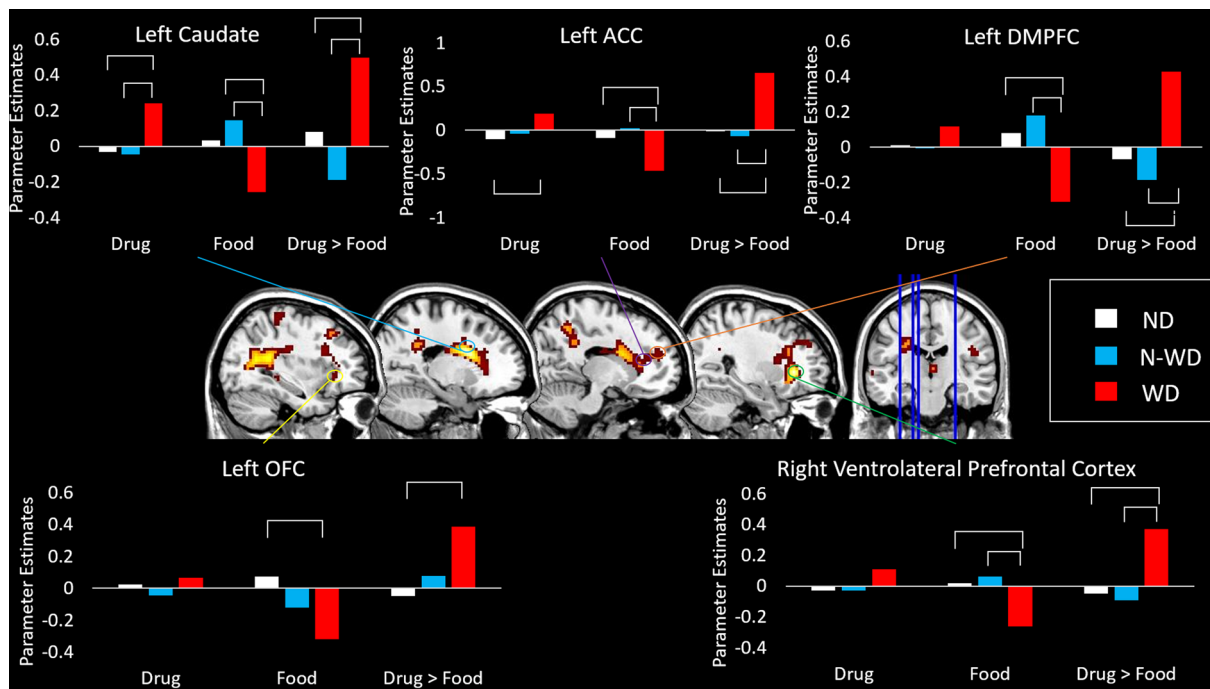 Left Caudate
Parameter Estimates
0.6
0.4
0.2
0
-0.2
-0.4
Drug Food Drug > Food
Left ACC
Parameter Estimates
1
0.5
0
-0.5
-1
Drug Food Drug > Food
Left DMPFC
Parameter Estimates
0.6
0.4
0.2
0
-0.2
-0.4
Drug Food Drug > Food
ND
N-WD
WD
Left OFC
Parameter Estimates
0.6
0.4
0.2
0
-0.2
-0.4
Drug Food Drug > Food
Right Ventrolateral Prefrontal Cortex
Parameter Estimates
0.6
0.4
0.2
0
-0.2
-0.4
Drug Food Drug > Food